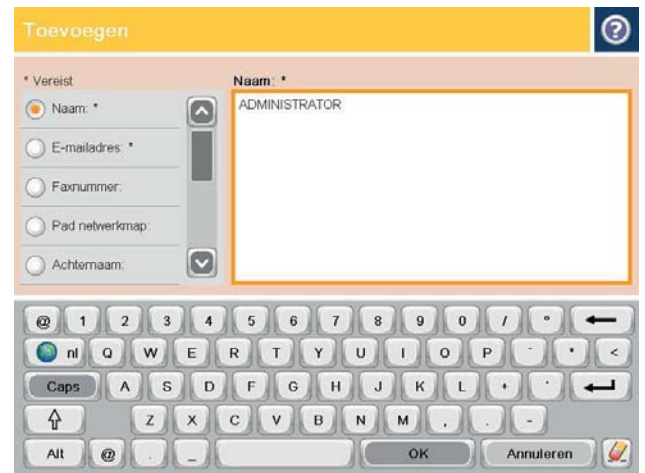 Toevoegen
* Vereist
Naam: *
Naam: *
ADMINISTRATOR
E-mailadres: *
Faxnummer:
Pad netwerkmap:
Achternaam:
@ 1 2 3 4 5 6 7 8 9 0 / °
nl Q W E R T Y U I O P ¨ * <
Caps A S D F G H J K L + ´
Z X C V B N M , . -
Alt @ . _ OK Annuleren